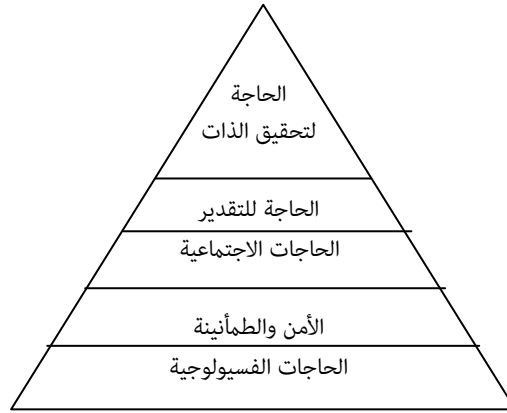 الحاجة
لتحقيق الذات
الحاجة للتقدير
الحاجات الاجتماعية
الأمن والطمأنينة
الحاجات الفسيولوجية